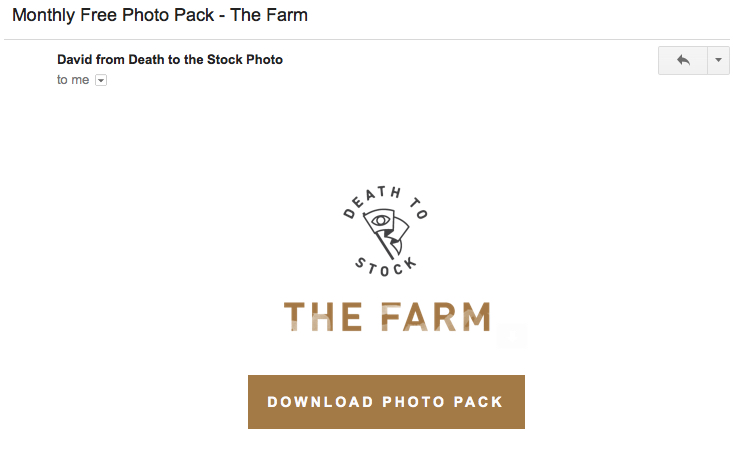 Monthly Free Photo Pack - The Farm
David from Death to the Stock Photo
to me
DEATH TO
STOCK
THE FARM
DOWNLOAD PHOTO PACK